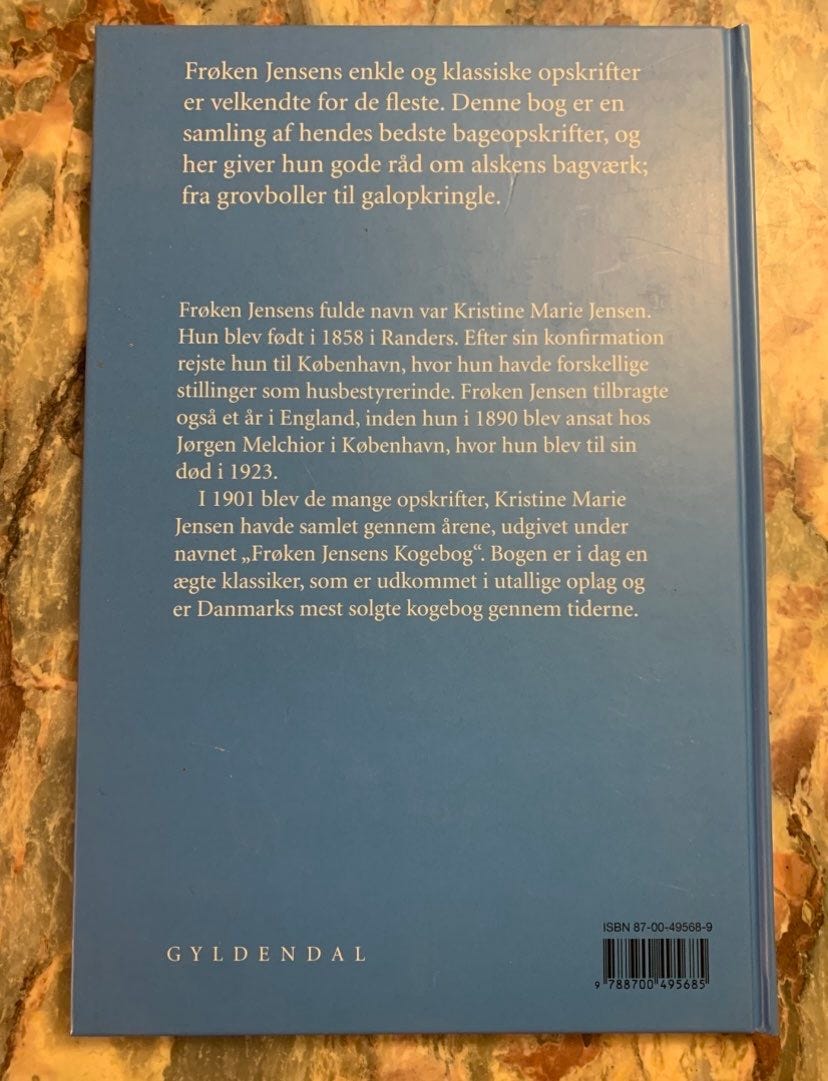 Frøken Jensens enkle og klassiske opskrifter
er velkendte for de fleste. Denne bog er en
samling af hendes bedste bageopskrifter, og
her giver hun gode råd om alskens bagværk;
fra grovboller til galopkringle.
Frøken Jensens fulde navn var Kristine Marie Jensen.
Hun blev født i 1858 i Randers. Efter sin konfirmation
rejste hun til København, hvor hun havde forskellige
stillinger som husbestyrerinde. Frøken Jensen tilbragte
også et år i England, inden hun i 1890 blev ansat hos
Jørgen Melchior i København, hvor hun blev til sin
død i 1923.
I 1901 blev de mange opskrifter, Kristine Marie
Jensen havde samlet gennem årene, udgivet under
navnet „Frøken Jensens Kogebog“. Bogen er i dag en
ægte klassiker, som er udkommet i utallige oplag og
er Danmarks mest solgte kogebog gennem tiderne.
GYLDENDAL
ISBN 87-00-49568-9
9 788700 495685